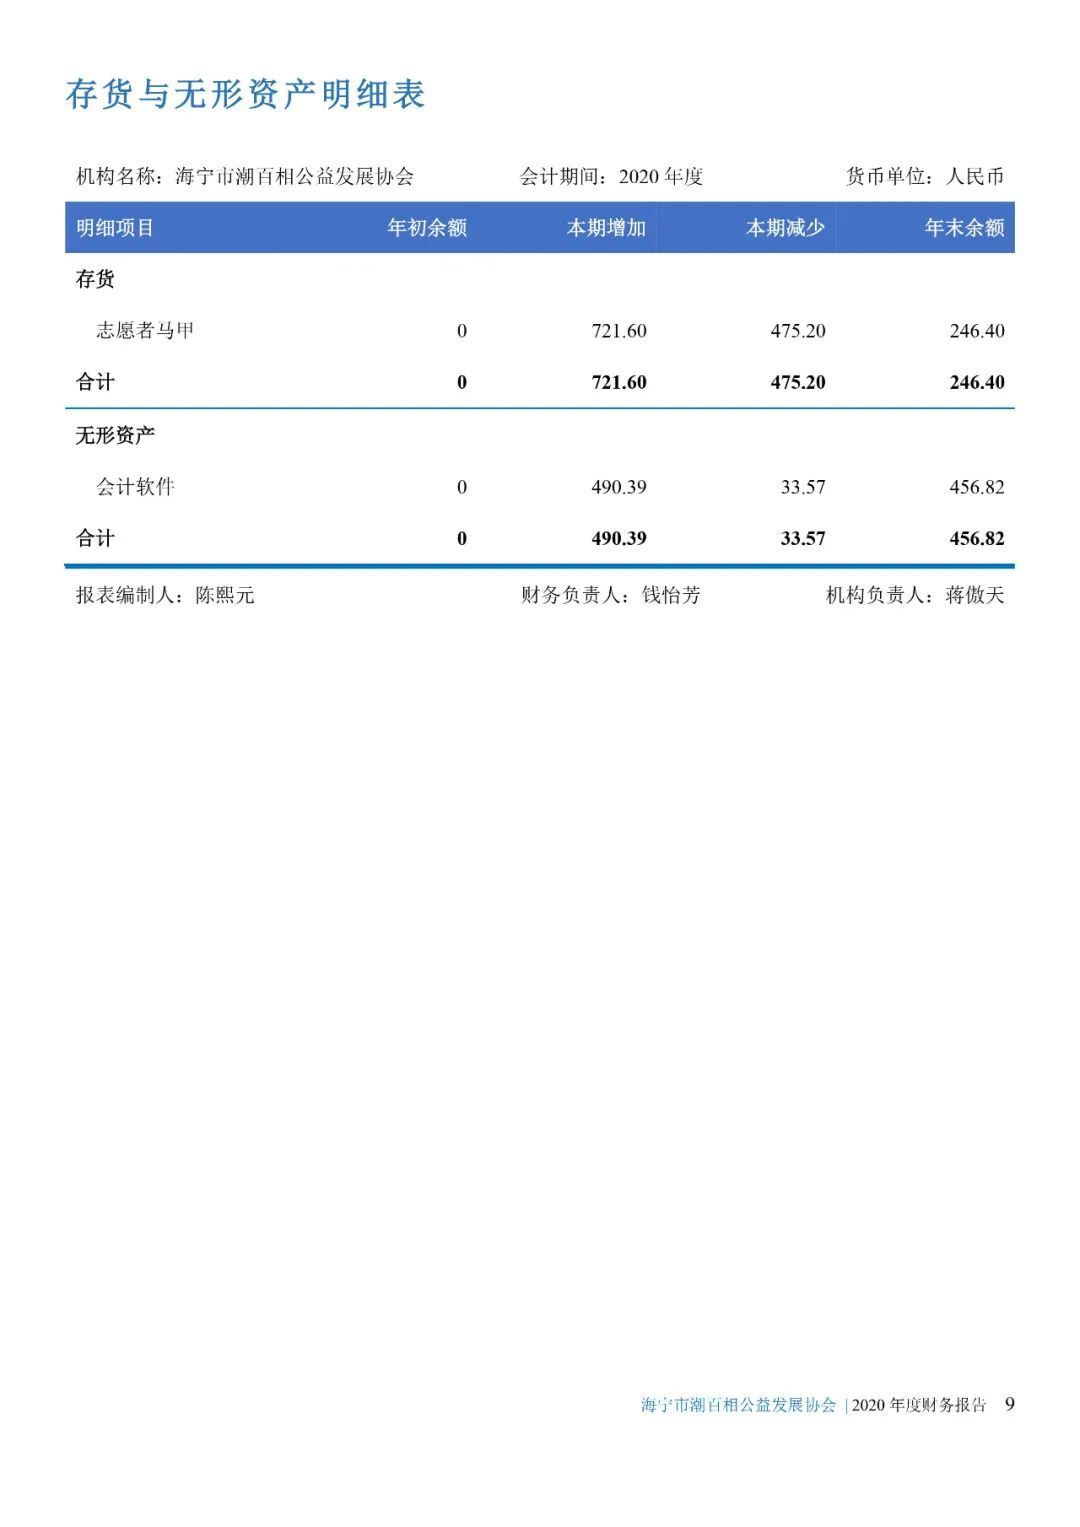 存货与无形资产明细表
机构名称：海宁市潮百相公益发展协会 会计期间：2020 年度 货币单位：人民币
明细项目 年初余额 本期增加 本期减少 年末余额
存货
志愿者马甲 0 721.60 475.20 246.40
合计 0 721.60 475.20 246.40
无形资产
会计软件 0 490.39 33.57 456.82
合计 0 490.39 33.57 456.82
报表编制人：陈熙元 财务负责人：钱怡芳 机构负责人：蒋傲天
海宁市潮百相公益发展协会 | 2020 年度财务报告 9